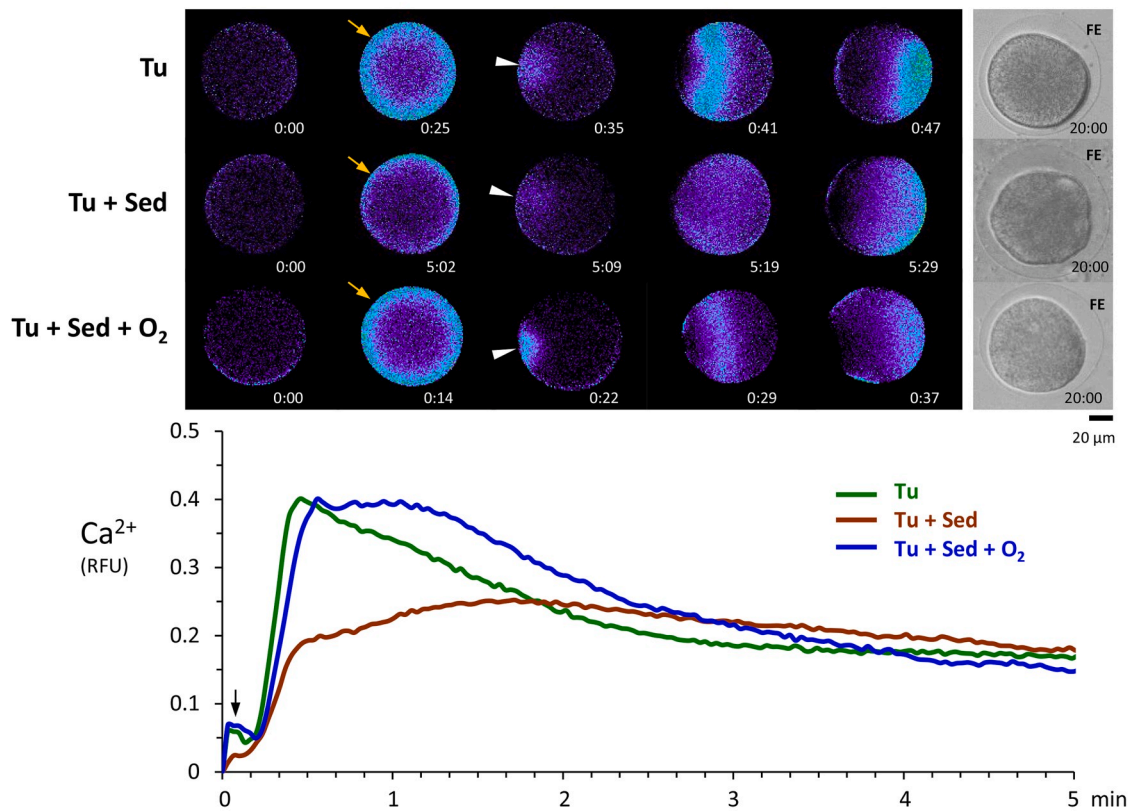 Tu
0:00
0:25
0:35
0:41
0:47
FE
20:00
Tu + Sed
0:00
5:02
5:09
5:19
5:29
FE
20:00
Tu + Sed + O₂
0:00
0:14
0:22
0:29
0:37
FE
20:00
20 µm
0.5
0.4
0.3
0.2
0.1
0
Ca²⁺
(RFU)
Tu
Tu + Sed
Tu + Sed + O₂
0 1 2 3 4 5 min